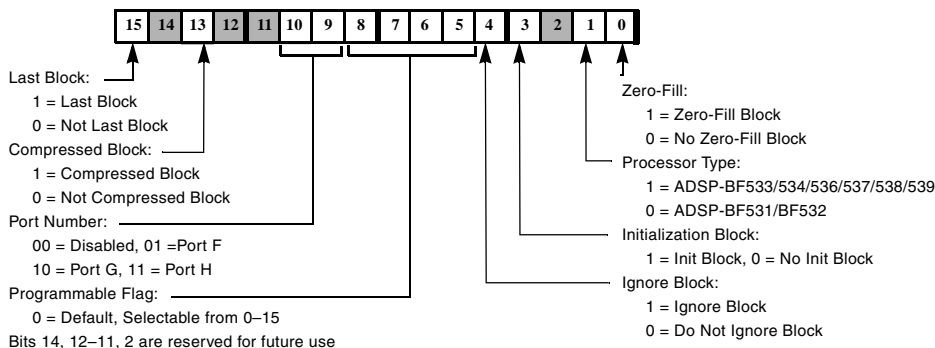 15 14 13 12 11 10 9 8 7 6 5 4 3 2 1 0
Last Block:
1 = Last Block
0 = Not Last Block
Compressed Block:
1 = Compressed Block
0 = Not Compressed Block
Port Number:
00 = Disabled, 01 =Port F
10 = Port G, 11 = Port H
Programmable Flag:
0 = Default, Selectable from 0–15
Bits 14, 12–11, 2 are reserved for future use
Zero-Fill:
1 = Zero-Fill Block
0 = No Zero-Fill Block
Processor Type:
1 = ADSP-BF533/534/536/537/538/539
0 = ADSP-BF531/BF532
Initialization Block:
1 = Init Block, 0 = No Init Block
Ignore Block:
1 = Ignore Block
0 = Do Not Ignore Block